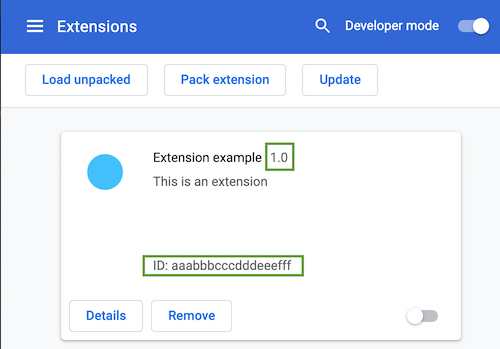 Extensions
Developer mode
Load unpacked
Pack extension
Update
Extension example 1.0
This is an extension
ID: aaabbbcccdddeeefff
Details
Remove